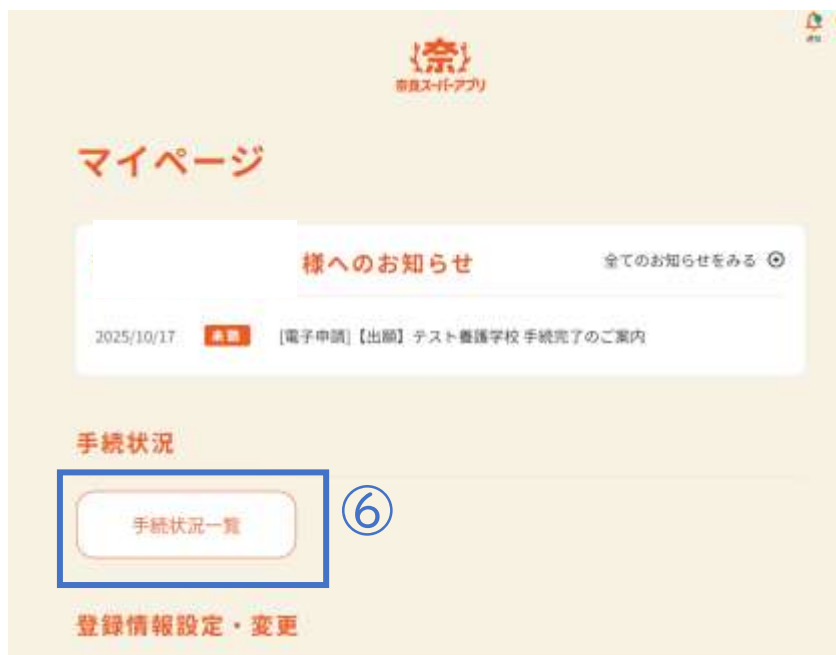 奈
奈良スーパーアプリ
通知
マイページ
様へのお知らせ 全てのお知らせをみる
2025/10/17 未読 [電子申請]【出願】テスト養護学校 手続完了のご案内
手続状況
手続状況一覧
⑥
登録情報設定・変更